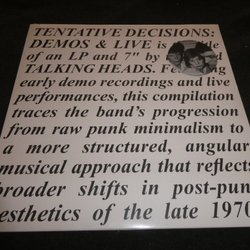 TENTATIVE DECISIONS:
DEMOS & LIVE is
of an LP and 7" by
TALKING HEADS.
early demo recordings and live
performances, this compilation
traces the band's progression
from raw punk minimalism to
a more structured, angular
musical approach that reflects
broader shifts in post-pun
esthetics of the late 1970